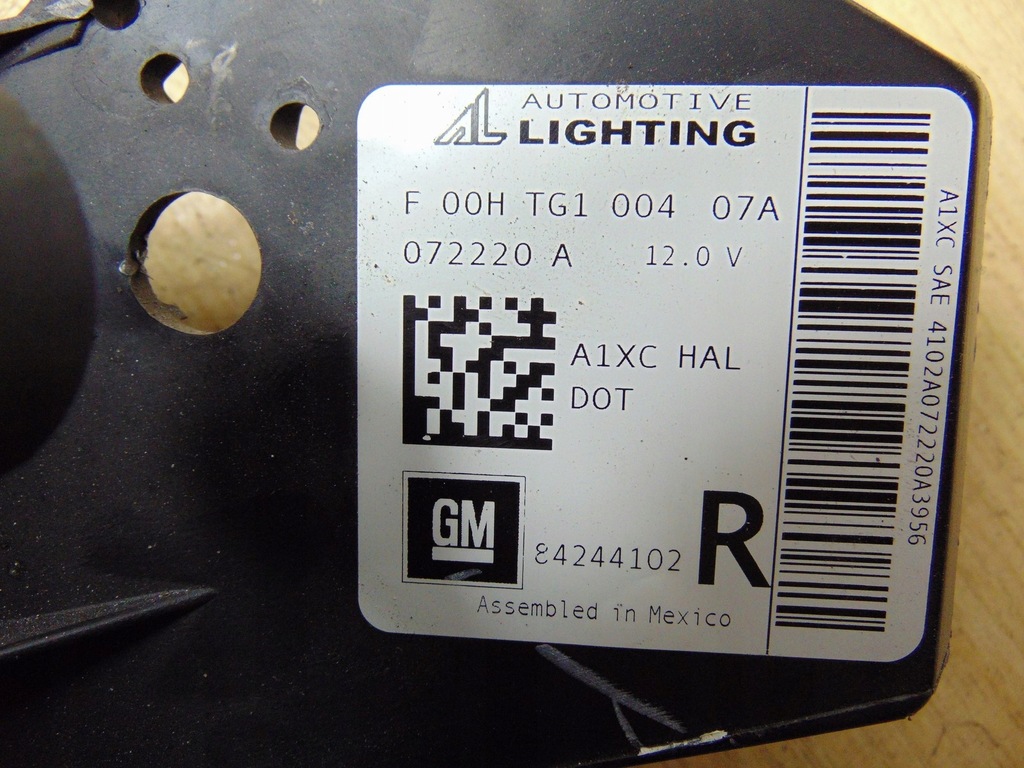 AL AUTOMOTIVE
LIGHTING
F 00H TG1 004 07A
072220 A 12.0 V
A1XC HAL
DOT
GM
84244102
R
Assembled in Mexico
A1XC SAE 4102A072220A3956